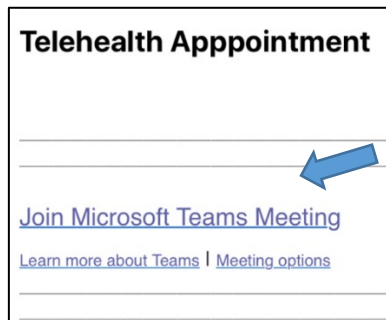 Telehealth Apppointment
Join Microsoft Teams Meeting
Learn more about Teams | Meeting options